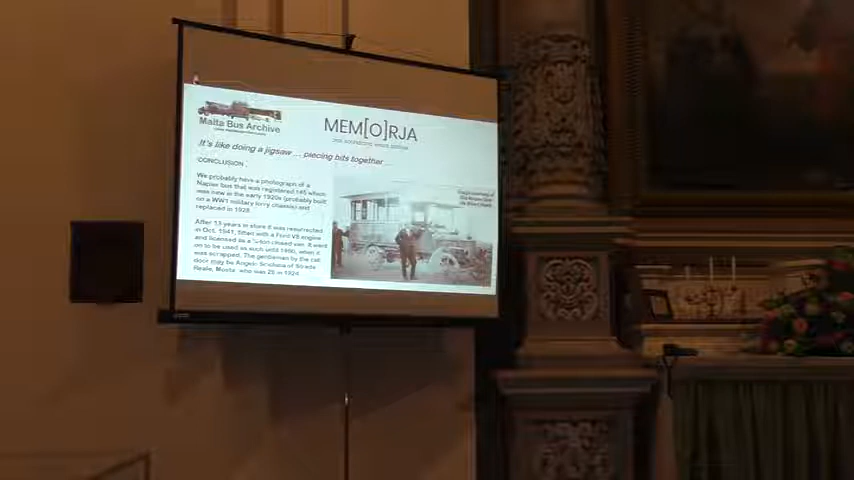 Malta Bus Archive
MEM[O]RJA
It's like doing a jigsaw ... piecing bits together ...
CONCLUSION
We probably have a photograph of a
Napier bus that was registered 145 which
was new in the early 1920s (probably built
on a WW1 military lorry chassis) and
replaced in 1928.
After 13 years in store it was resurrected
in Oct. 1941, fitted with a Ford V8 engine
and licensed as a closed van. It went
on to be used as such until 1960, when it
was scrapped. The gentleman by the cab
door may be Angelo of Strada
Reale, Mosta who was 25 in 1924.